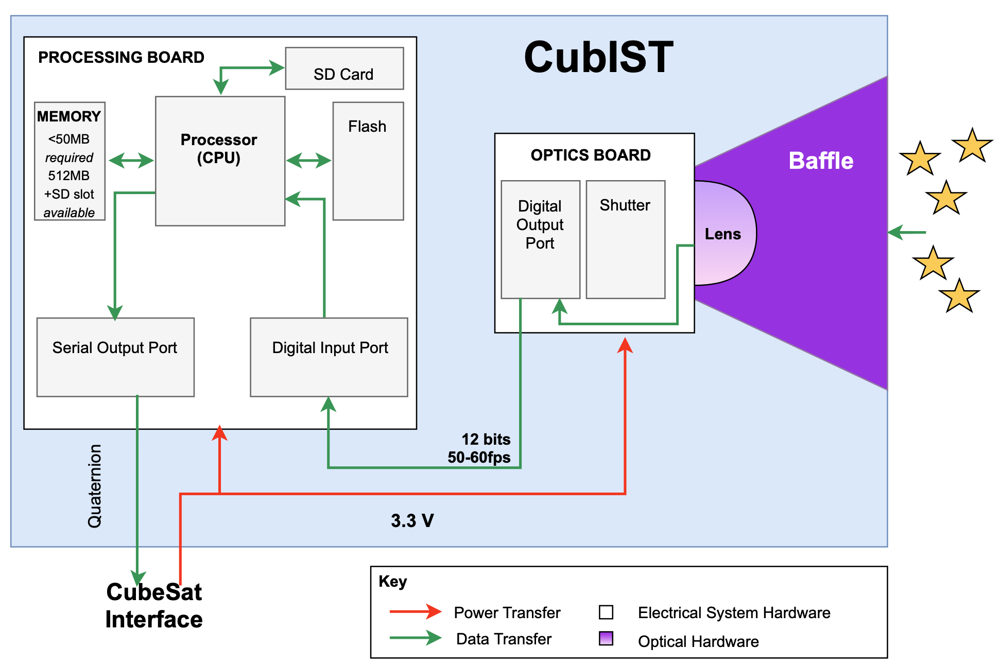 CubIST
PROCESSING BOARD
SD Card
MEMORY
<50MB
required
512MB
+SD slot
available
Processor
(CPU)
Flash
Serial Output Port
Digital Input Port
OPTICS BOARD
Digital
Output
Port
Shutter
Lens
Baffle
12 bits
50-60fps
Quaternion
3.3 V
CubeSat
Interface
Key
Power Transfer
Data Transfer
Electrical System Hardware
Optical Hardware